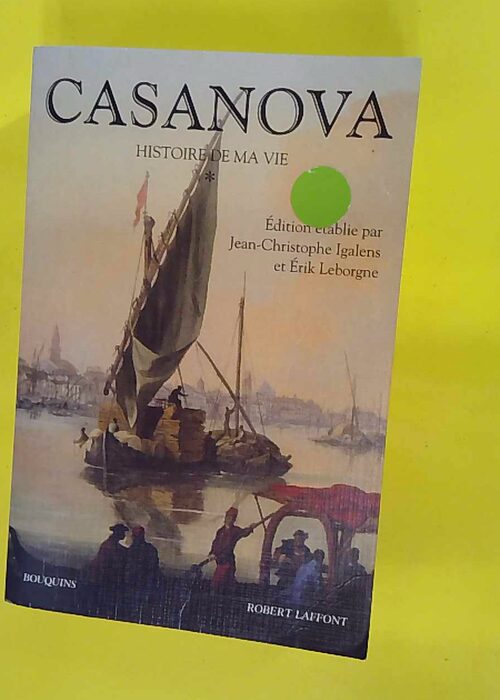 CASANOVA
HISTOIRE DE MA VIE
*
Édition établie par
Jean-Christophe Igalens
et Érik Leborgne
BOUQUINS
ROBERT LAFFONT